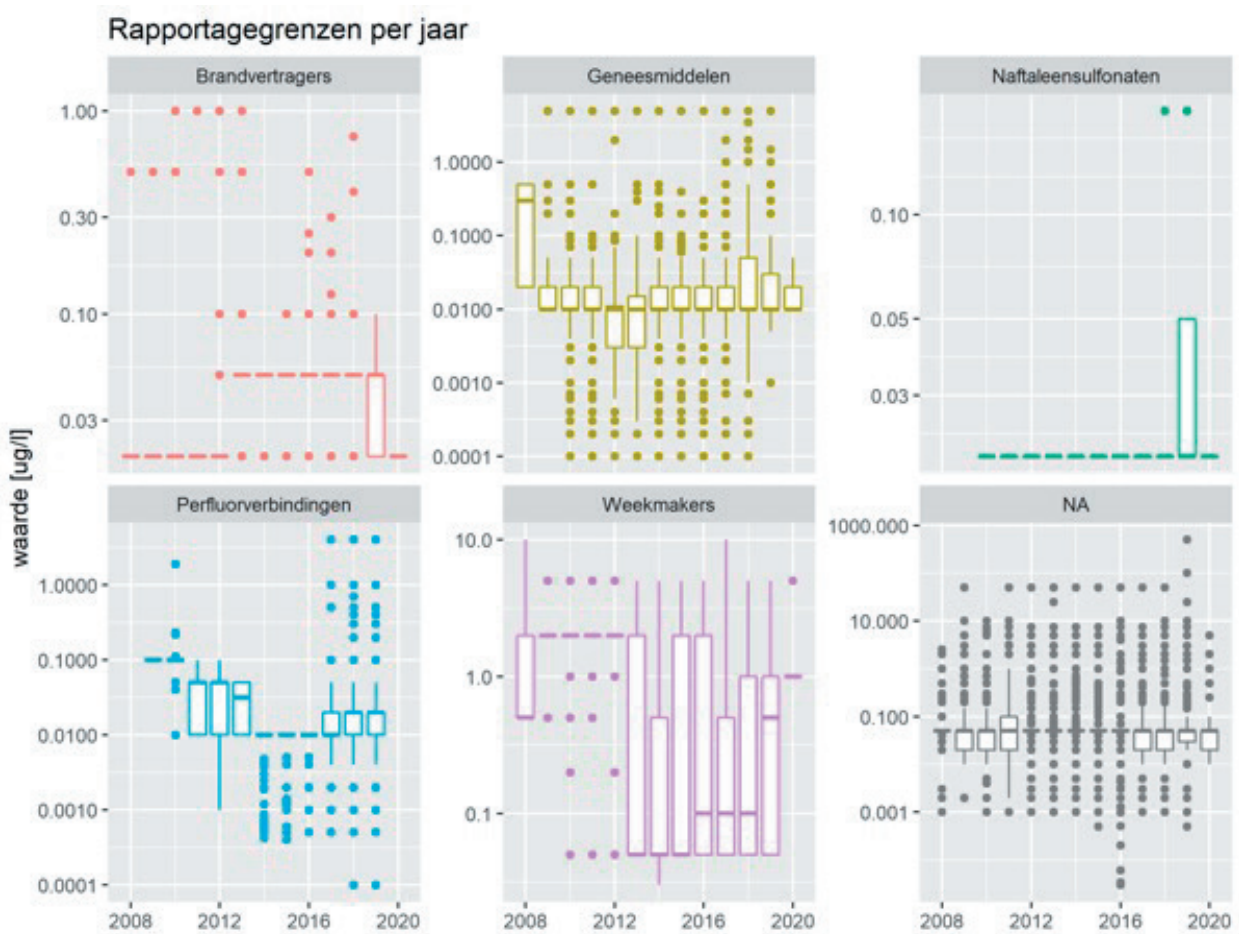 Rapportagegrenzen per jaar
Brandvertragers
Geneesmiddelen
Naftaleensulfonaten
1.00
0.30
0.10
0.03
1.0000
0.1000
0.0100
0.0010
0.0001
0.10
0.05
0.03
waarde [ug/l]
Perfluorverbindingen
Weekmakers
NA
1.0000
0.1000
0.0100
0.0010
0.0001
10.0
1.0
0.1
1000.000
10.000
0.100
0.001
2008 2012 2016 2020
2008 2012 2016 2020
2008 2012 2016 2020